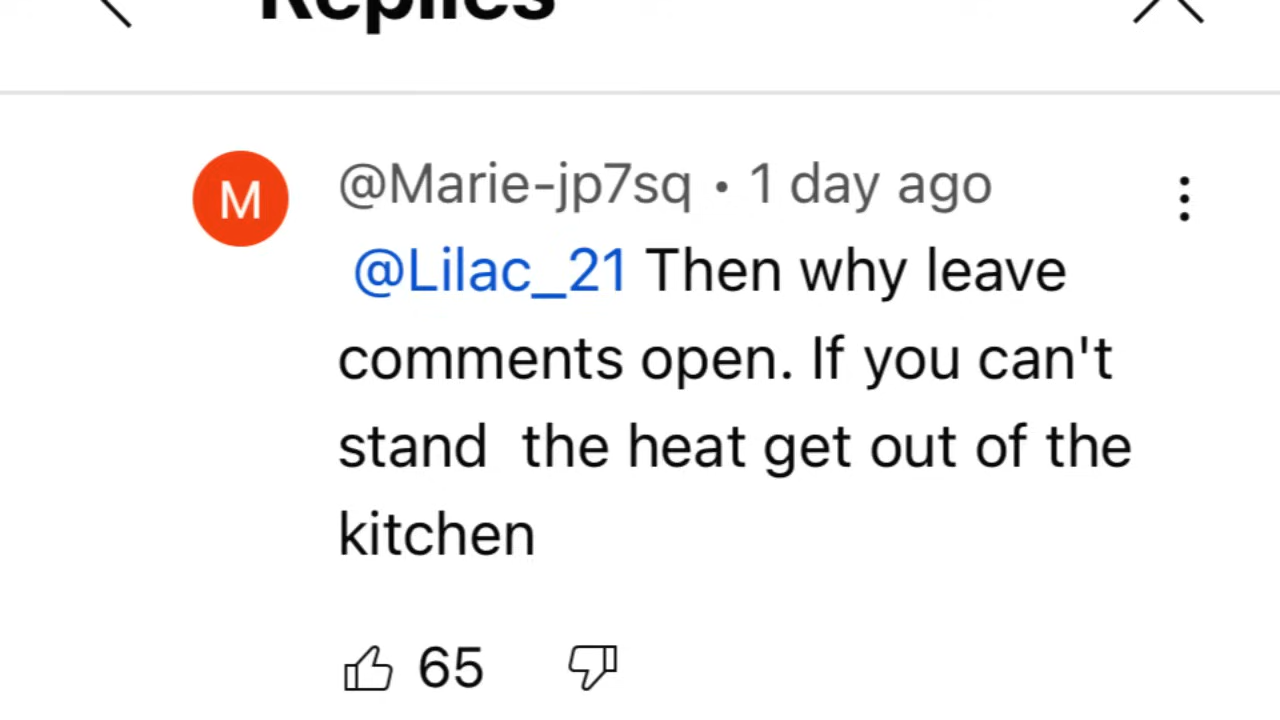 Replies
M
@Marie-jp7sq • 1 day ago
@Lilac_21 Then why leave
comments open. If you can't
stand  the heat get out of the
kitchen
65